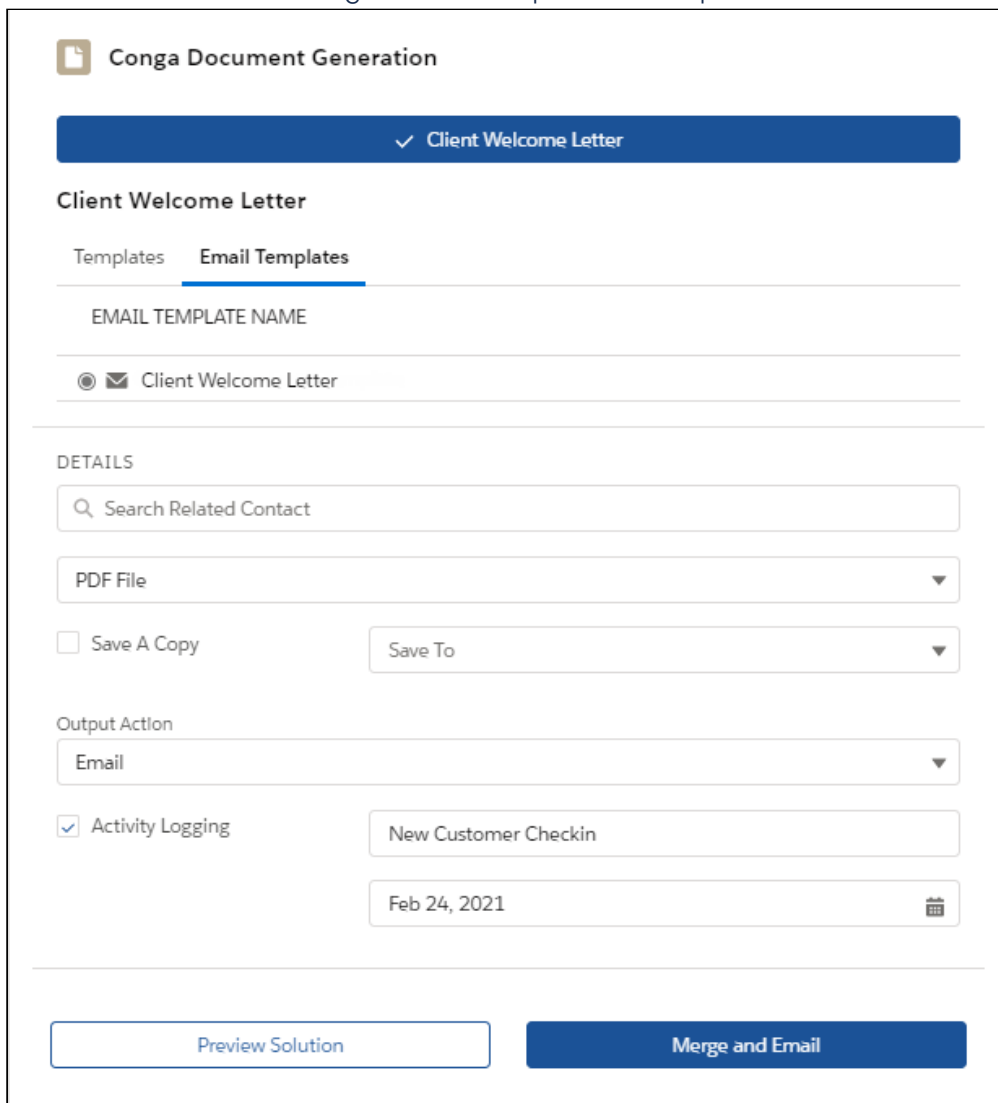 Conga Document Generation
Client Welcome Letter
Client Welcome Letter
Templates Email Templates
EMAIL TEMPLATE NAME
Client Welcome Letter
DETAILS
Search Related Contact
PDF File
Save A Copy Save To
Output Action
Email
Activity Logging New Customer Checkin
Feb 24, 2021
Preview Solution Merge and Email